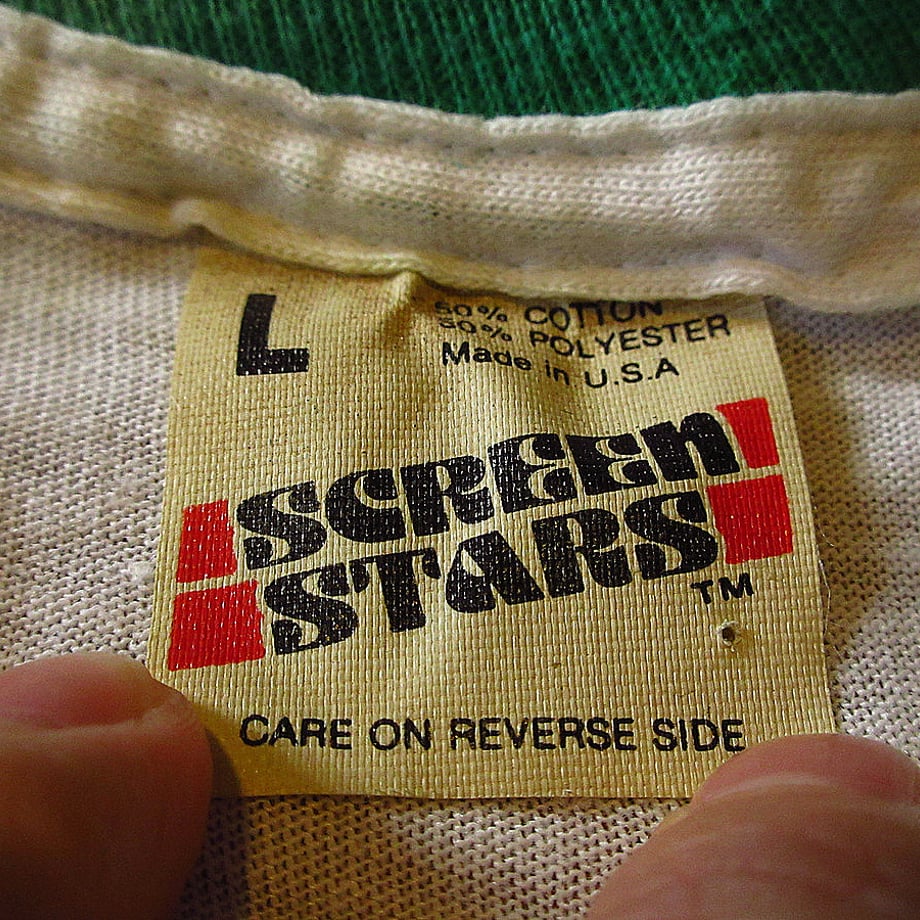 L
50% COTTON
50% POLYESTER
Made in U.S.A
SCREEN
STARS
TM
CARE ON REVERSE SIDE